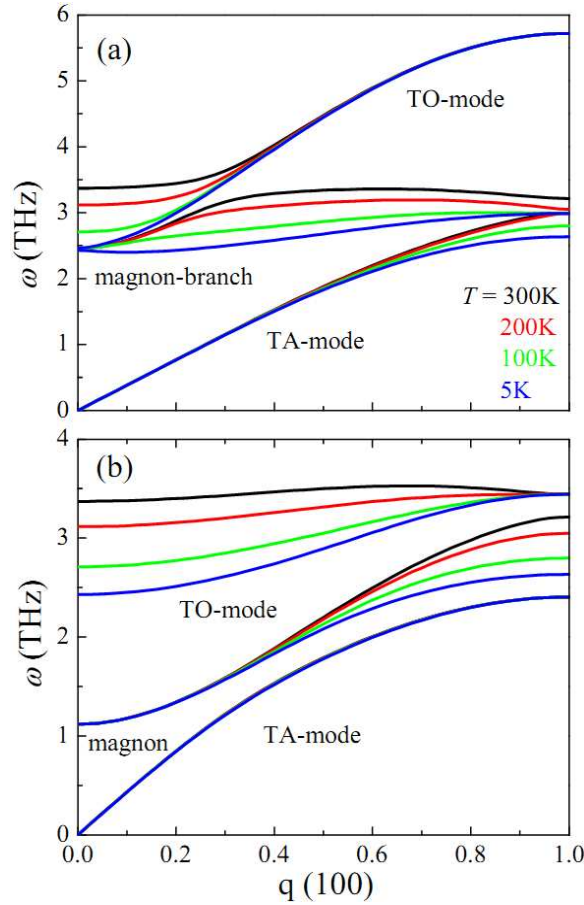 6
(a)
5
TO-mode
4
3
ω (THz)
2
magnon-branch
T = 300K
200K
TA-mode
1
100K
5K
0
4
(b)
3
TO-mode
2
ω (THz)
1
magnon
TA-mode
0
0.0 0.2 0.4 0.6 0.8 1.0
q (100)